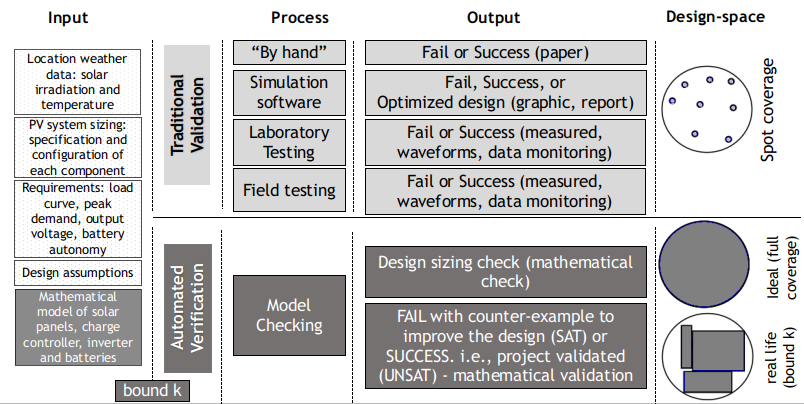 Input
Process
Output
Design-space
Location weather
data: solar
irradiation and
temperature
PV system sizing:
specification and
configuration of
each component
Requirements: load
curve, peak
demand, output
voltage, battery
autonomy
Design assumptions
Mathematical
model of solar
panels, charge
controller, inverter
and batteries
bound k
Traditional
Validation
“By hand”
Fail or Success (paper)
Simulation
software
Fail, Success, or
Optimized design (graphic, report)
Laboratory
Testing
Fail or Success (measured,
waveforms, data monitoring)
Field testing
Fail or Success (measured,
waveforms, data monitoring)
Spot coverage
Automated
Verification
Model
Checking
Design sizing check (mathematical
check)
FAIL with counter-example to
improve the design (SAT) or
SUCCESS. i.e., project validated
(UNSAT) - mathematical validation
Ideal (full
coverage)
real life
(bound k)